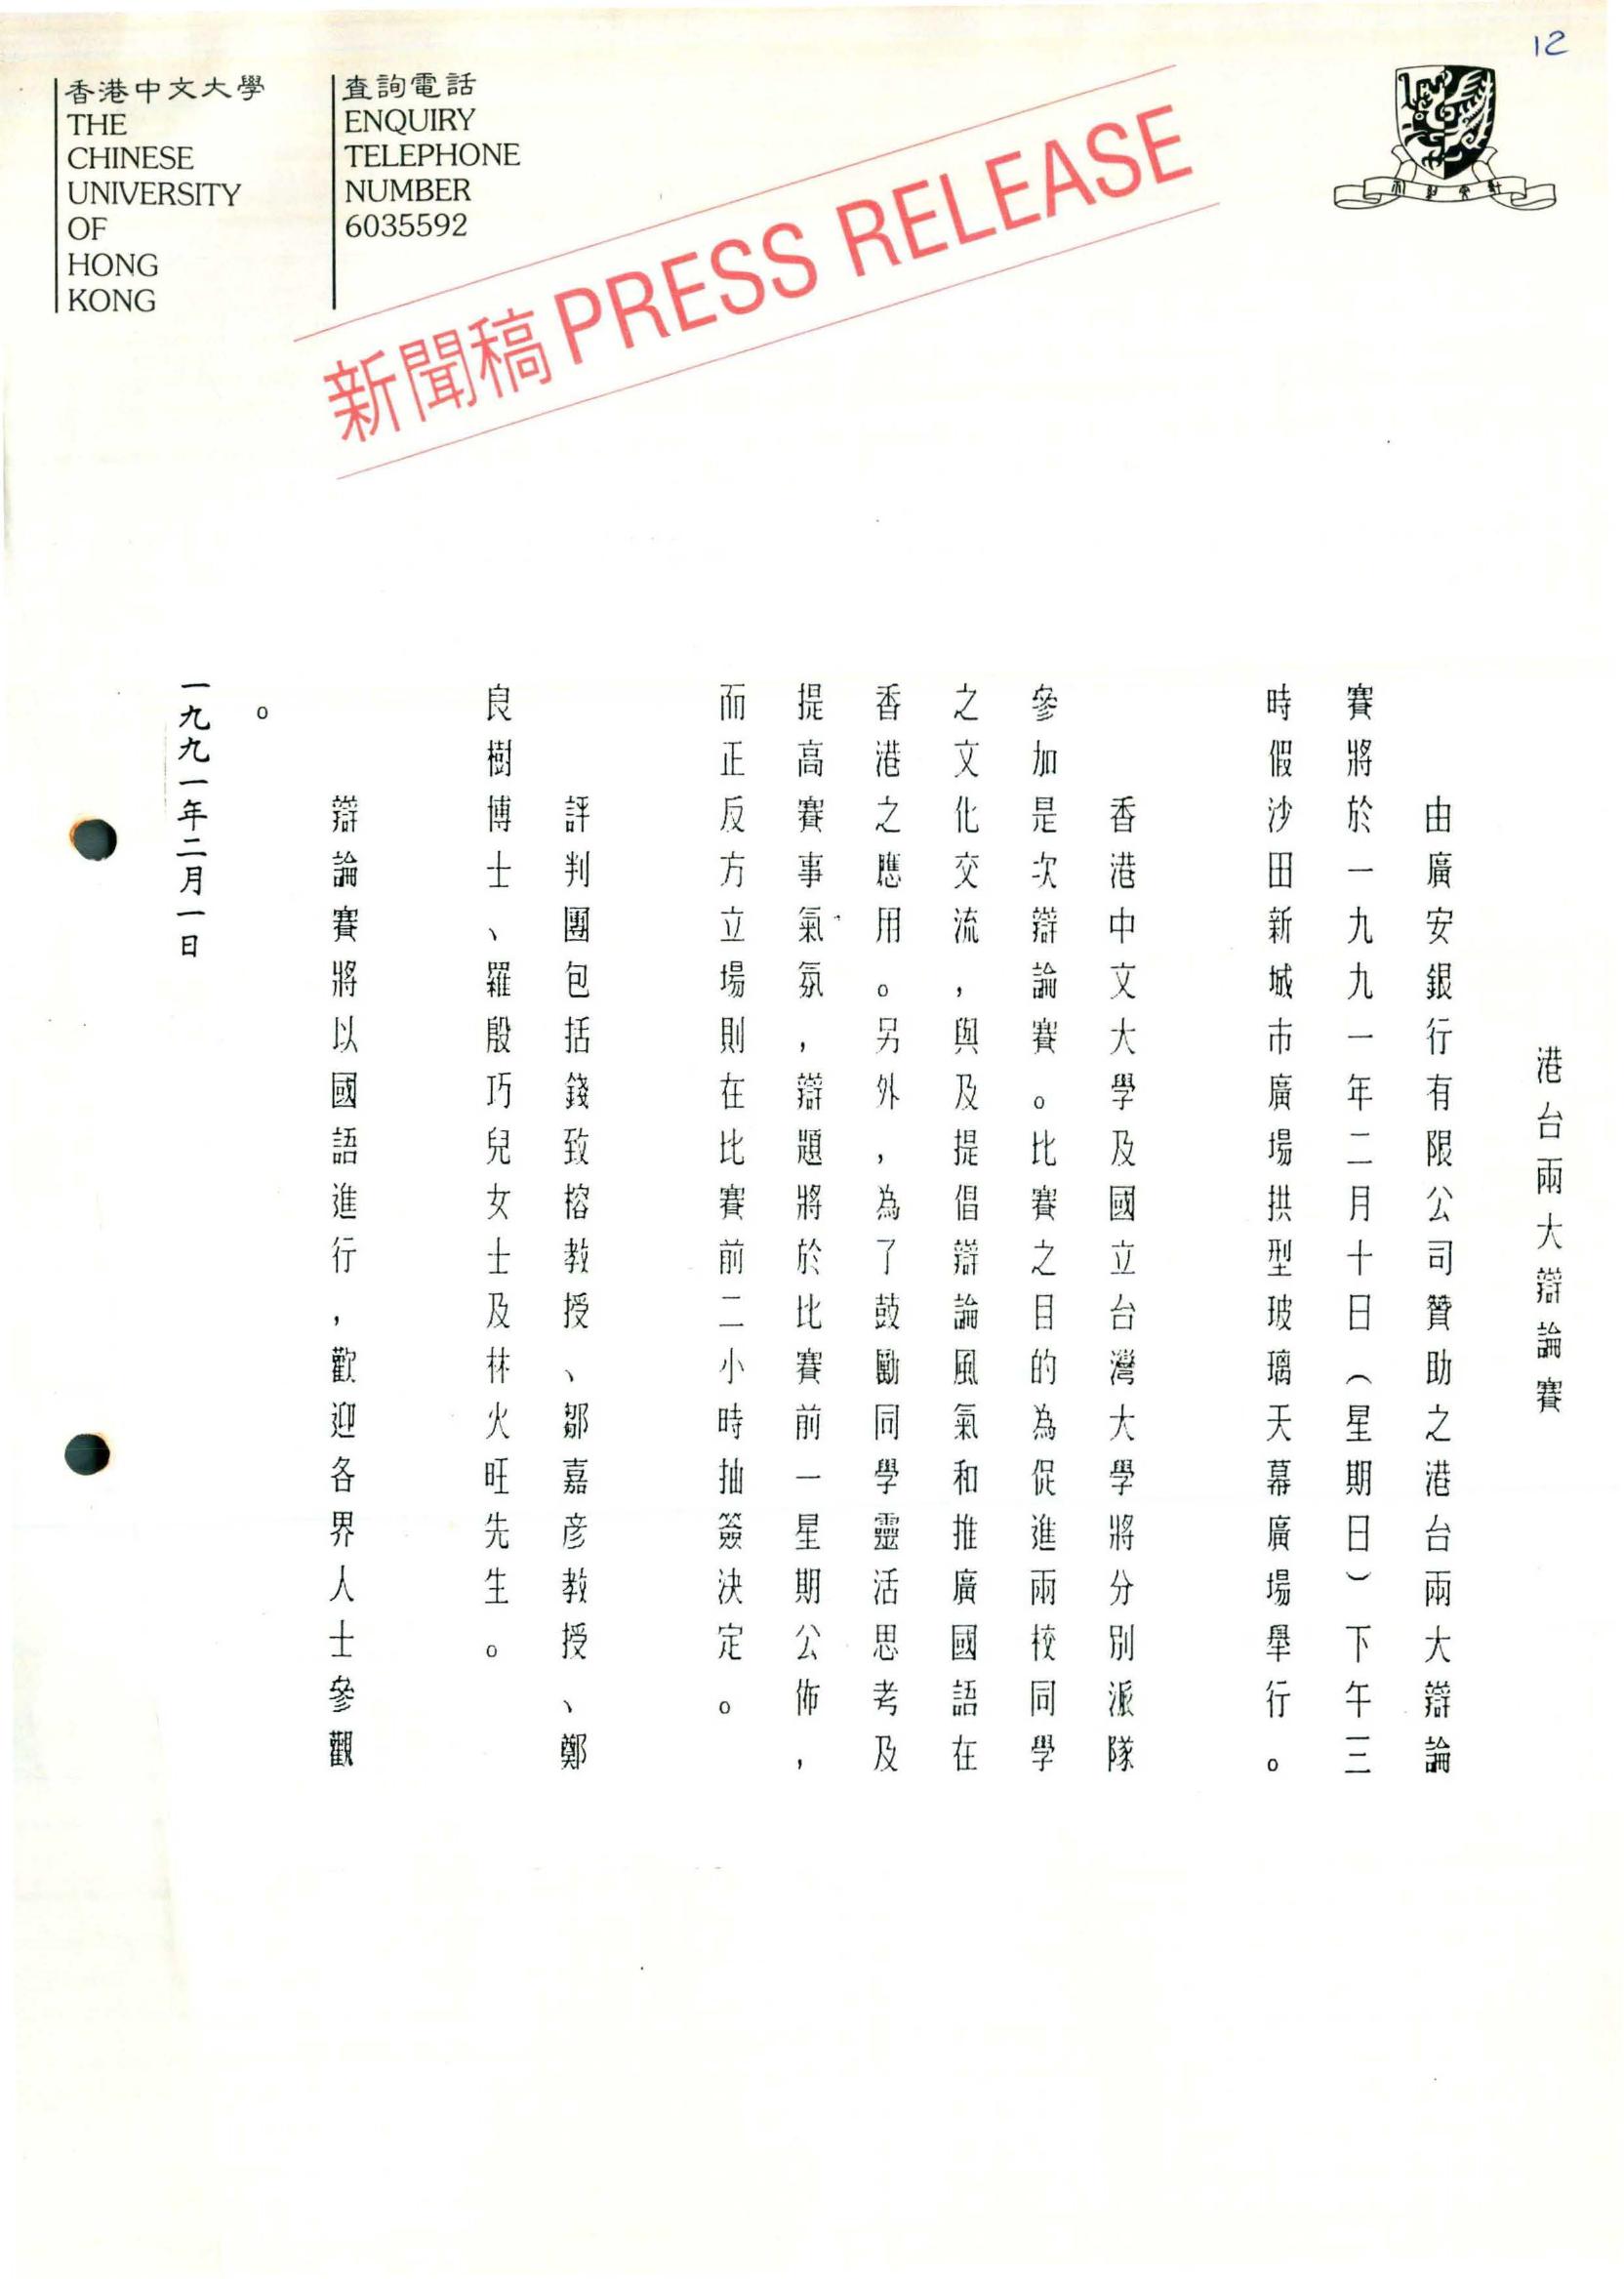 12
香港中文大學
THE
CHINESE
UNIVERSITY
OF
HONG
KONG
查詢電話
ENQUIRY
TELEPHONE
NUMBER
6035592
新聞稿 PRESS RELEASE
港台兩大辯論賽
由廣安銀行有限公司贊助之港台兩大辯論
賽將於一九九一年二月十日（星期日）下午三
時假沙田新城市廣場拱型玻璃天幕廣場舉行。
香港中文大學及國立台灣大學將分別派隊
參加是次辯論賽。比賽之目的為促進兩校同學
之文化交流，與及提倡辯論風氣和推廣國語在
香港之應用。另外，為了鼓勵同學靈活思考及
提高賽事氣氛，辯題將於比賽前一星期公佈，
而正反方立場則在比賽前二小時抽簽決定。
評判團包括錢致榕教授、鄒嘉彦教授、鄭
良樹博士、羅殷巧兒女士及林火旺先生。
辯論賽將以國語進行，歡迎各界人士參觀
。
一九九一年二月一日